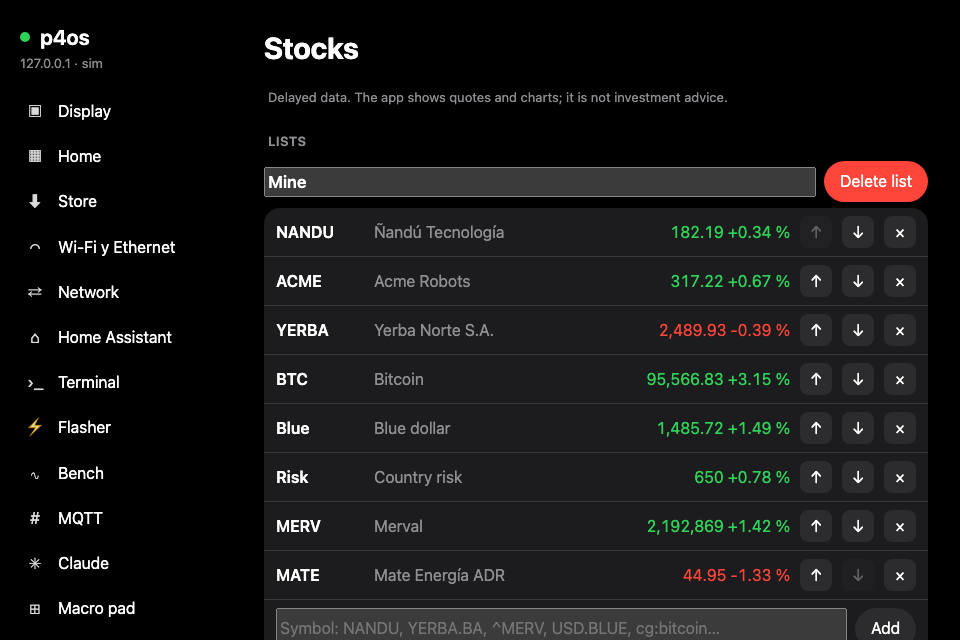 p4os
127.0.0.1 · sim
Display
Home
Store
Wi-Fi y Ethernet
Network
Home Assistant
>_ Terminal
Flasher
Bench
# MQTT
Claude
Macro pad
Stocks
Delayed data. The app shows quotes and charts; it is not investment advice.
LISTS
Mine Delete list
NANDU Ñandú Tecnología 182.19 +0.34 % ↑ ↓ ×
ACME Acme Robots 317.22 +0.67 % ↑ ↓ ×
YERBA Yerba Norte S.A. 2,489.93 -0.39 % ↑ ↓ ×
BTC Bitcoin 95,566.83 +3.15 % ↑ ↓ ×
Blue Blue dollar 1,485.72 +1.49 % ↑ ↓ ×
Risk Country risk 650 +0.78 % ↑ ↓ ×
MERV Merval 2,192,869 +1.42 % ↑ ↓ ×
MATE Mate Energía ADR 44.95 -1.33 % ↑ ↓ ×
Symbol: NANDU, YERBA.BA, ^MERV, USD.BLUE, cg:bitcoin... Add